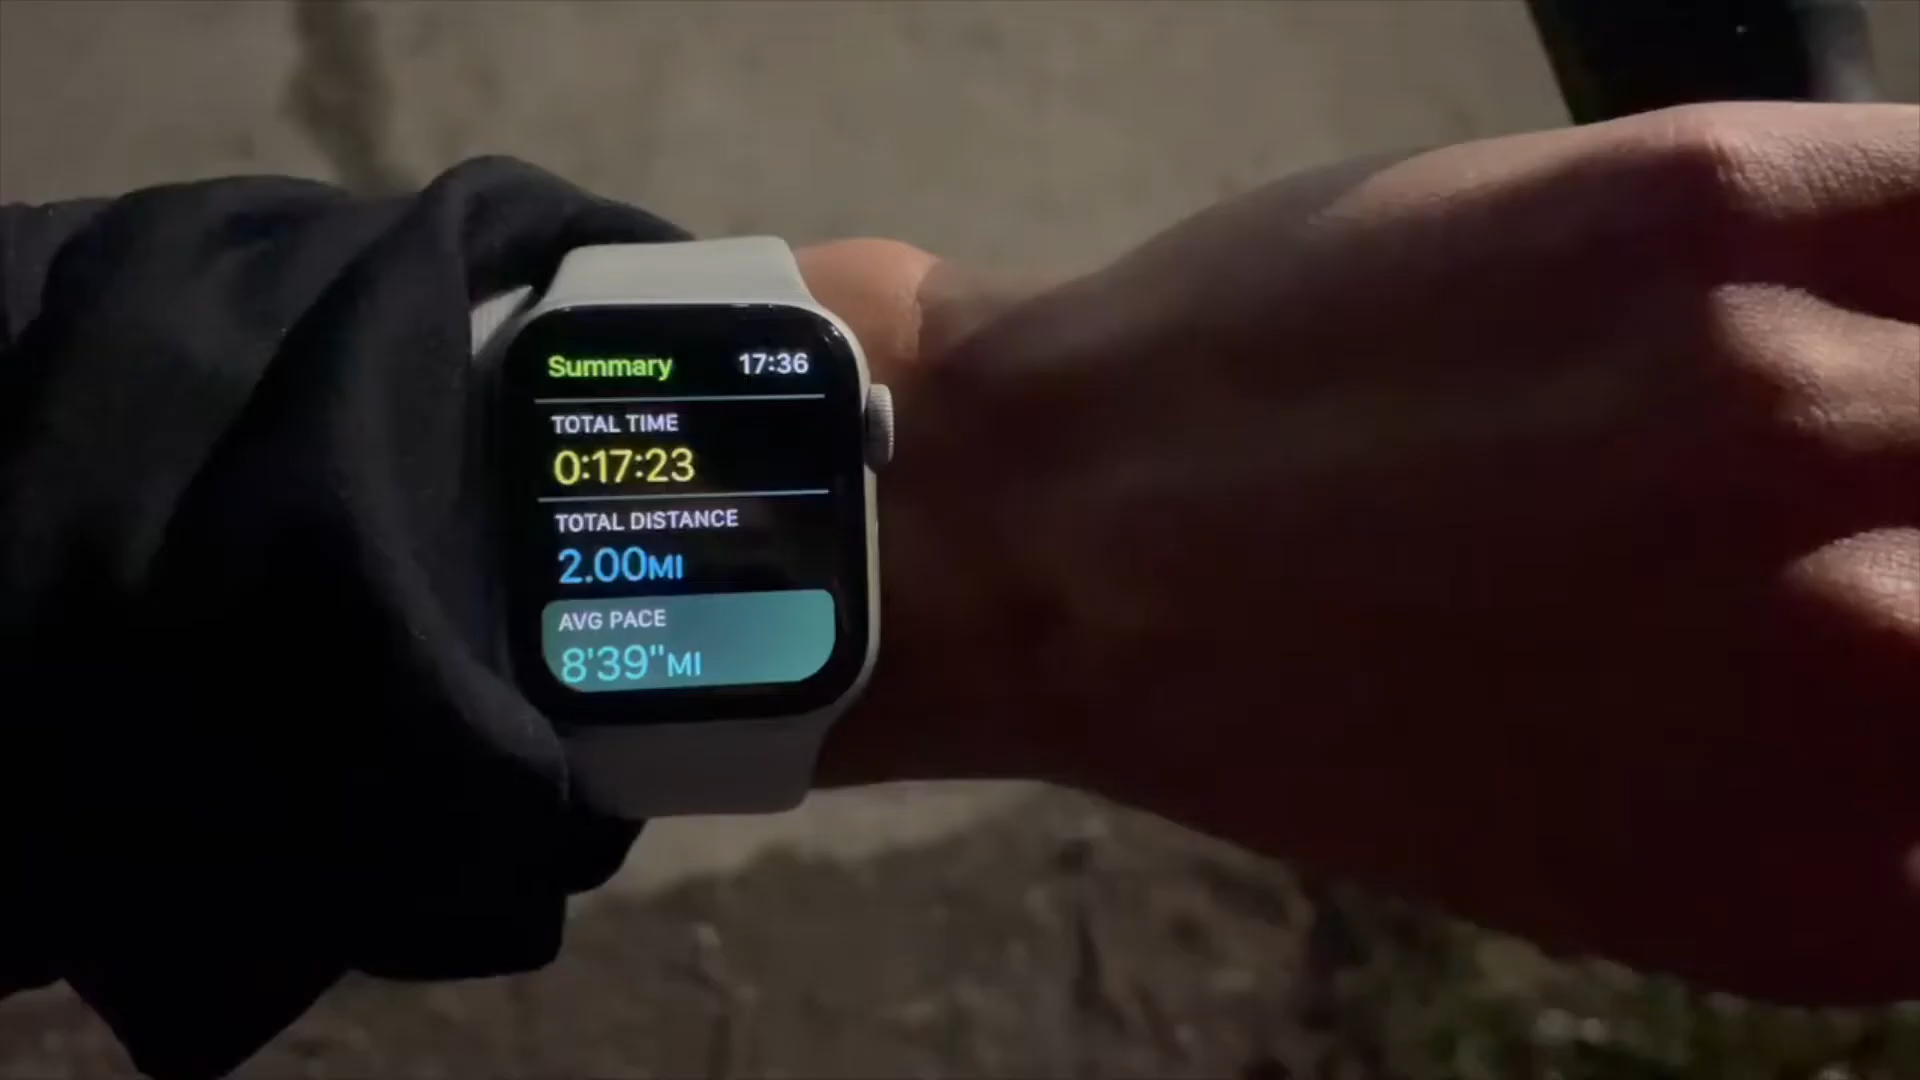 Summary 17:36
TOTAL TIME
0:17:23
TOTAL DISTANCE
2.00MI
AVG PACE
8'39"MI